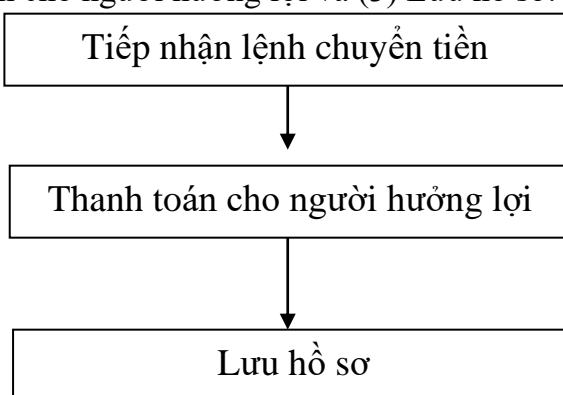 cho người hưởng lợi và (3) Lưu hồ sơ.
Tiếp nhận lệnh chuyển tiền
Thanh toán cho người hưởng lợi
Lưu hồ sơ